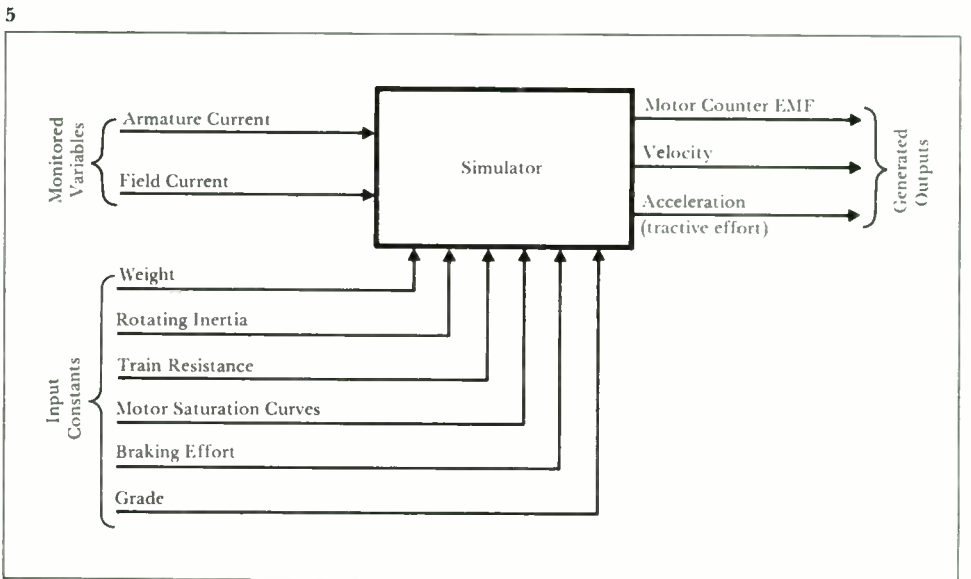 5
Monitored
Variables
Armature Current
Field Current
Simulator
Motor Counter EMF
Velocity
Acceleration
(tractive effort)
Generated
Outputs
Input
Constants
Weight
Rotating Inertia
Train Resistance
Motor Saturation Curves
Braking Effort
Grade